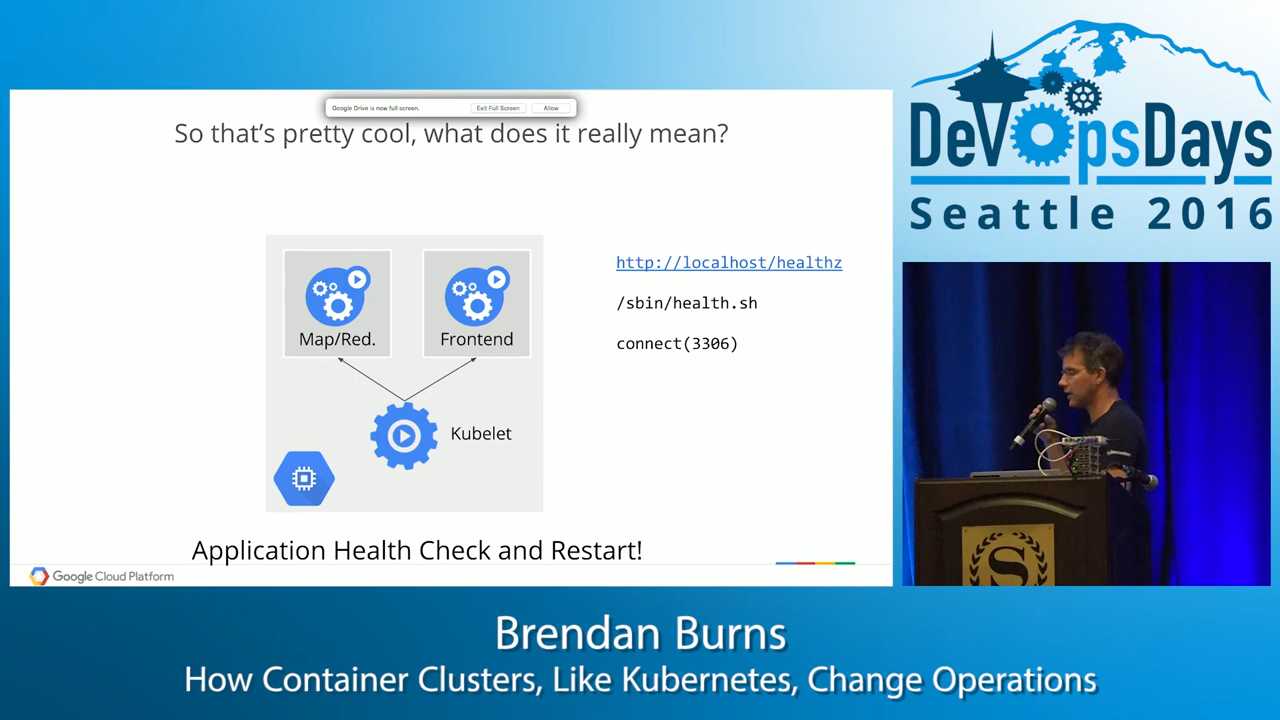 Google Drive is now full screen. Exit Full Screen Allow
So that's pretty cool, what does it really mean?
Map/Red.
Frontend
Kubelet
http://localhost/healthz
/sbin/health.sh
connect(3306)
Application Health Check and Restart!
Google Cloud Platform
DevOpsDays
Seattle 2016
S
Brendan Burns
How Container Clusters, Like Kubernetes, Change Operations